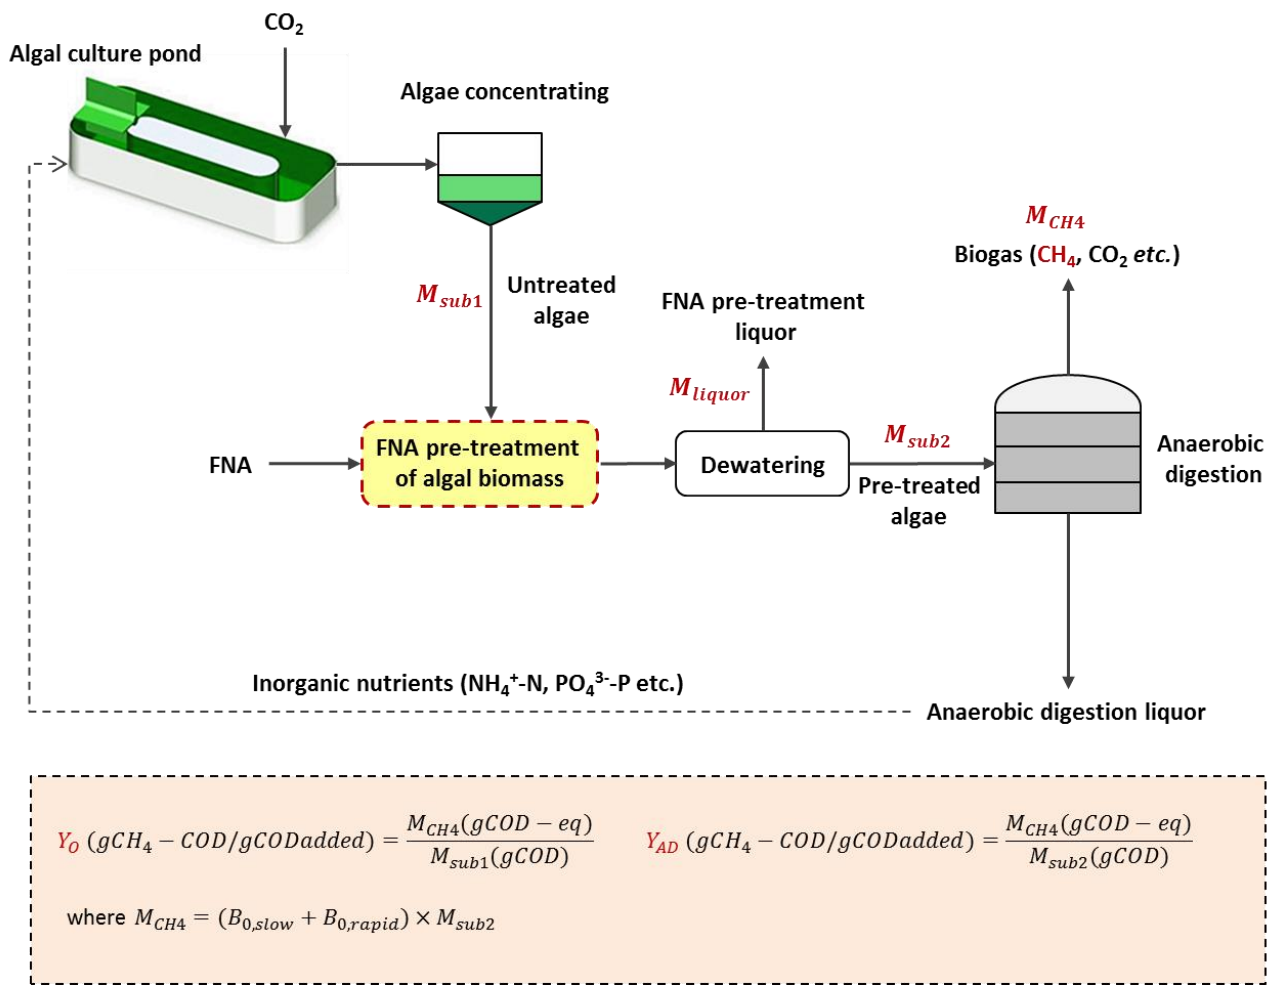 CO₂
Algal culture pond
Algae concentrating
M_sub1
Untreated
algae
FNA pre-treatment
liquor
M_liquor
M_CH4
Biogas (CH₄, CO₂ etc.)
FNA
FNA pre-treatment
of algal biomass
Dewatering
M_sub2
Pre-treated
algae
Anaerobic
digestion
Inorganic nutrients (NH₄⁺-N, PO₄³⁻-P etc.)
Anaerobic digestion liquor
Y_O (gCH₄ − COD/gCODadded) = M_CH4(gCOD − eq) / M_sub1(gCOD)
Y_AD (gCH₄ − COD/gCODadded) = M_CH4(gCOD − eq) / M_sub2(gCOD)
where M_CH4 = (B_0,slow + B_0,rapid) × M_sub2